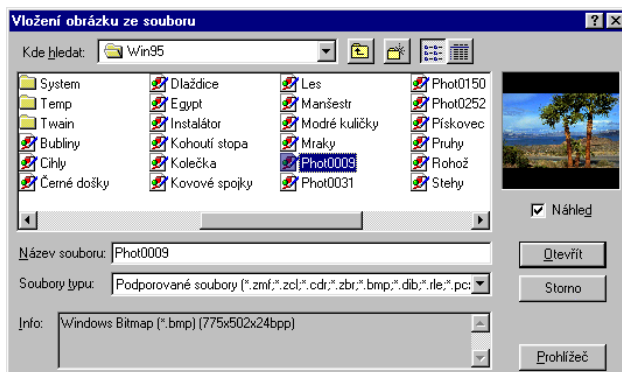 Vložení obrázku ze souboru
Kde hledat: Win95
System Dlaždice Les Phot0150
Temp Egypt Manšestr Phot0252
Twain Instalátor Modré kuličky Pískovec
Bubliny Kohoutí stopa Mraky Pruhy
Cihly Kolečka Phot0009 Rohož
Černé došky Kovové spojky Phot0031 Stehy
Náhled
Název souboru: Phot0009 Otevřít
Soubory typu: Podporované soubory (*.zmf;*.zcl;*.cdr;*.zbr;*.bmp;*.dib;*.rle;*.pc: Storno
Info: Windows Bitmap (*.bmp) (775x502x24bpp)
Prohlížeč